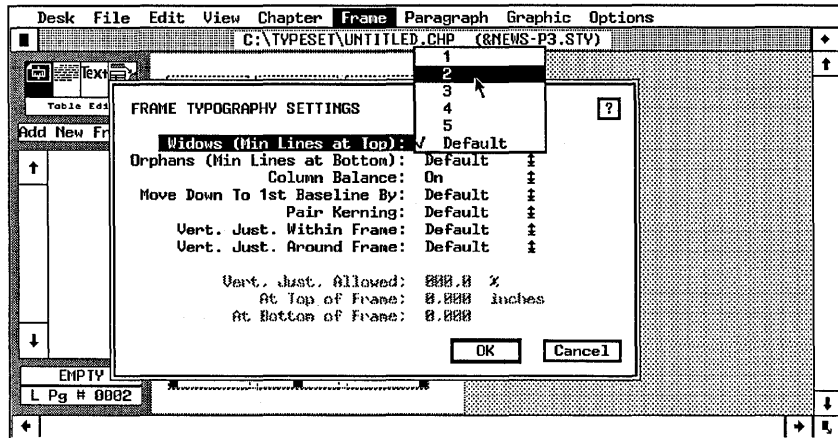 Desk File Edit View Chapter Frame Paragraph Graphic Options
C:\TYPESET\UNTITLED.CHP (&NEWS-P3.STY)
Text
Table Edi
Add New Fr
FRAME TYPOGRAPHY SETTINGS
?
1
2
3
4
5
√ Default
Widows (Min Lines at Top):
Orphans (Min Lines at Bottom): Default
Column Balance: On
Move Down To 1st Baseline By: Default
Pair Kerning: Default
Vert. Just. Within Frame: Default
Vert. Just. Around Frame: Default
Vert. Just. Allowed: 000.0 %
At Top of Frame: 0.000 inches
At Bottom of Frame: 0.000
OK Cancel
EMPTY
L Pg # 0002